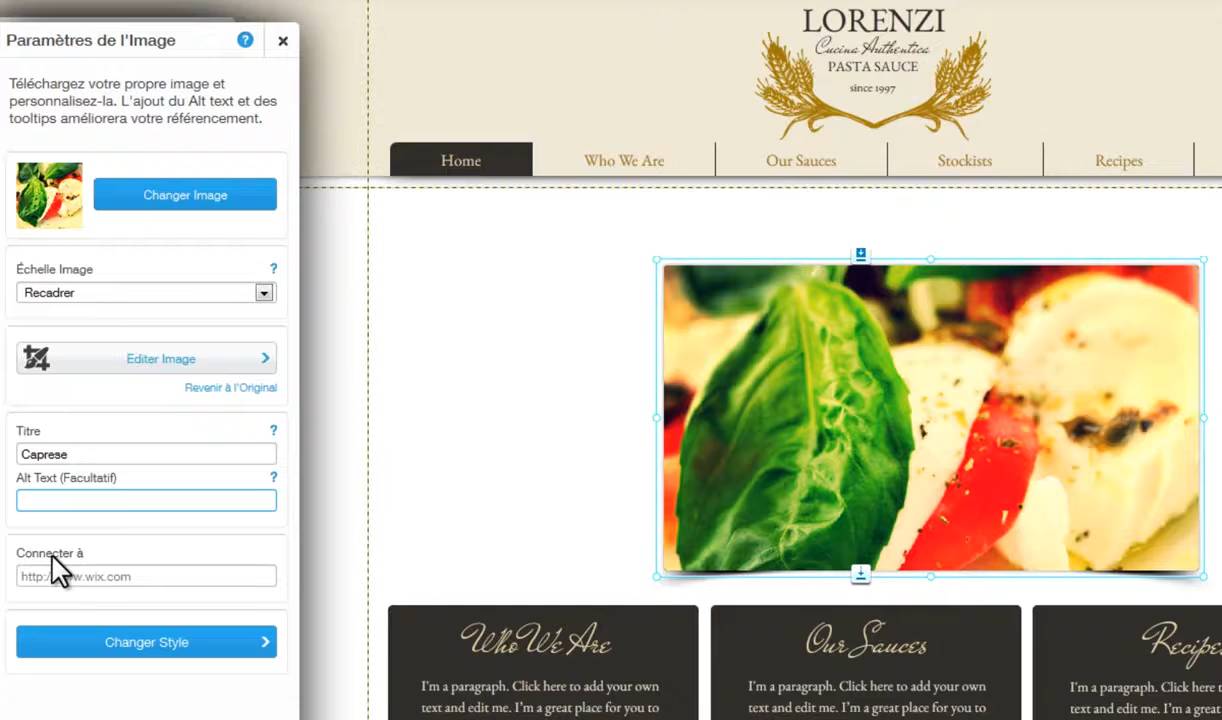 Paramètres de l'Image
?
Téléchargez votre propre image et
personnalisez-la. L'ajout du Alt text et des
tooltips améliorera votre référencement.
Changer Image
Échelle Image
?
Recadrer
Editer Image
Revenir à l'Original
Titre
?
Caprese
Alt Text (Facultatif)
?
Connecter à
Changer Style
LORENZI
Cucina Authentica
PASTA SAUCE
since 1997
Home
Who We Are
Our Sauces
Stockists
Recipes
Who We Are
I'm a paragraph. Click here to add your own
text and edit me. I'm a great place for you to
Our Sauces
I'm a paragraph. Click here to add your own
text and edit me. I'm a great place for you to
I'm a paragraph. Click here
text and edit me. I'm a great